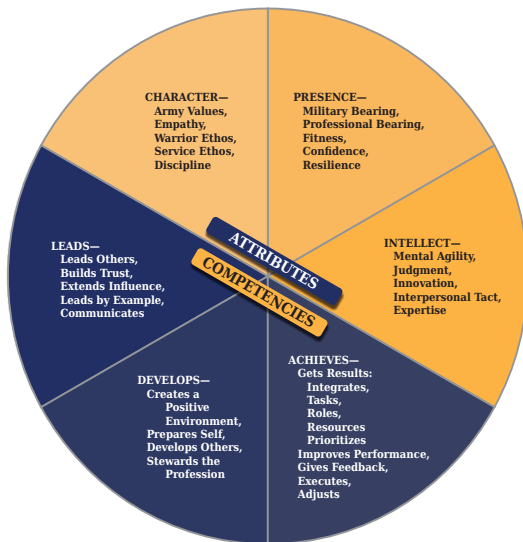 CHARACTER—
Army Values,
Empathy,
Warrior Ethos,
Service Ethos,
Discipline
PRESENCE—
Military Bearing,
Professional Bearing,
Fitness,
Confidence,
Resilience
LEADS—
Leads Others,
Builds Trust,
Extends Influence,
Leads by Example,
Communicates
ATTRIBUTES
COMPETENCIES
INTELLECT—
Mental Agility,
Judgment,
Innovation,
Interpersonal Tact,
Expertise
DEVELOPS—
Creates a
Positive
Environment,
Prepares Self,
Develops Others,
Stewards the
Profession
ACHIEVES—
Gets Results:
Integrates,
Tasks,
Roles,
Resources
Prioritizes
Improves Performance,
Gives Feedback,
Executes,
Adjusts